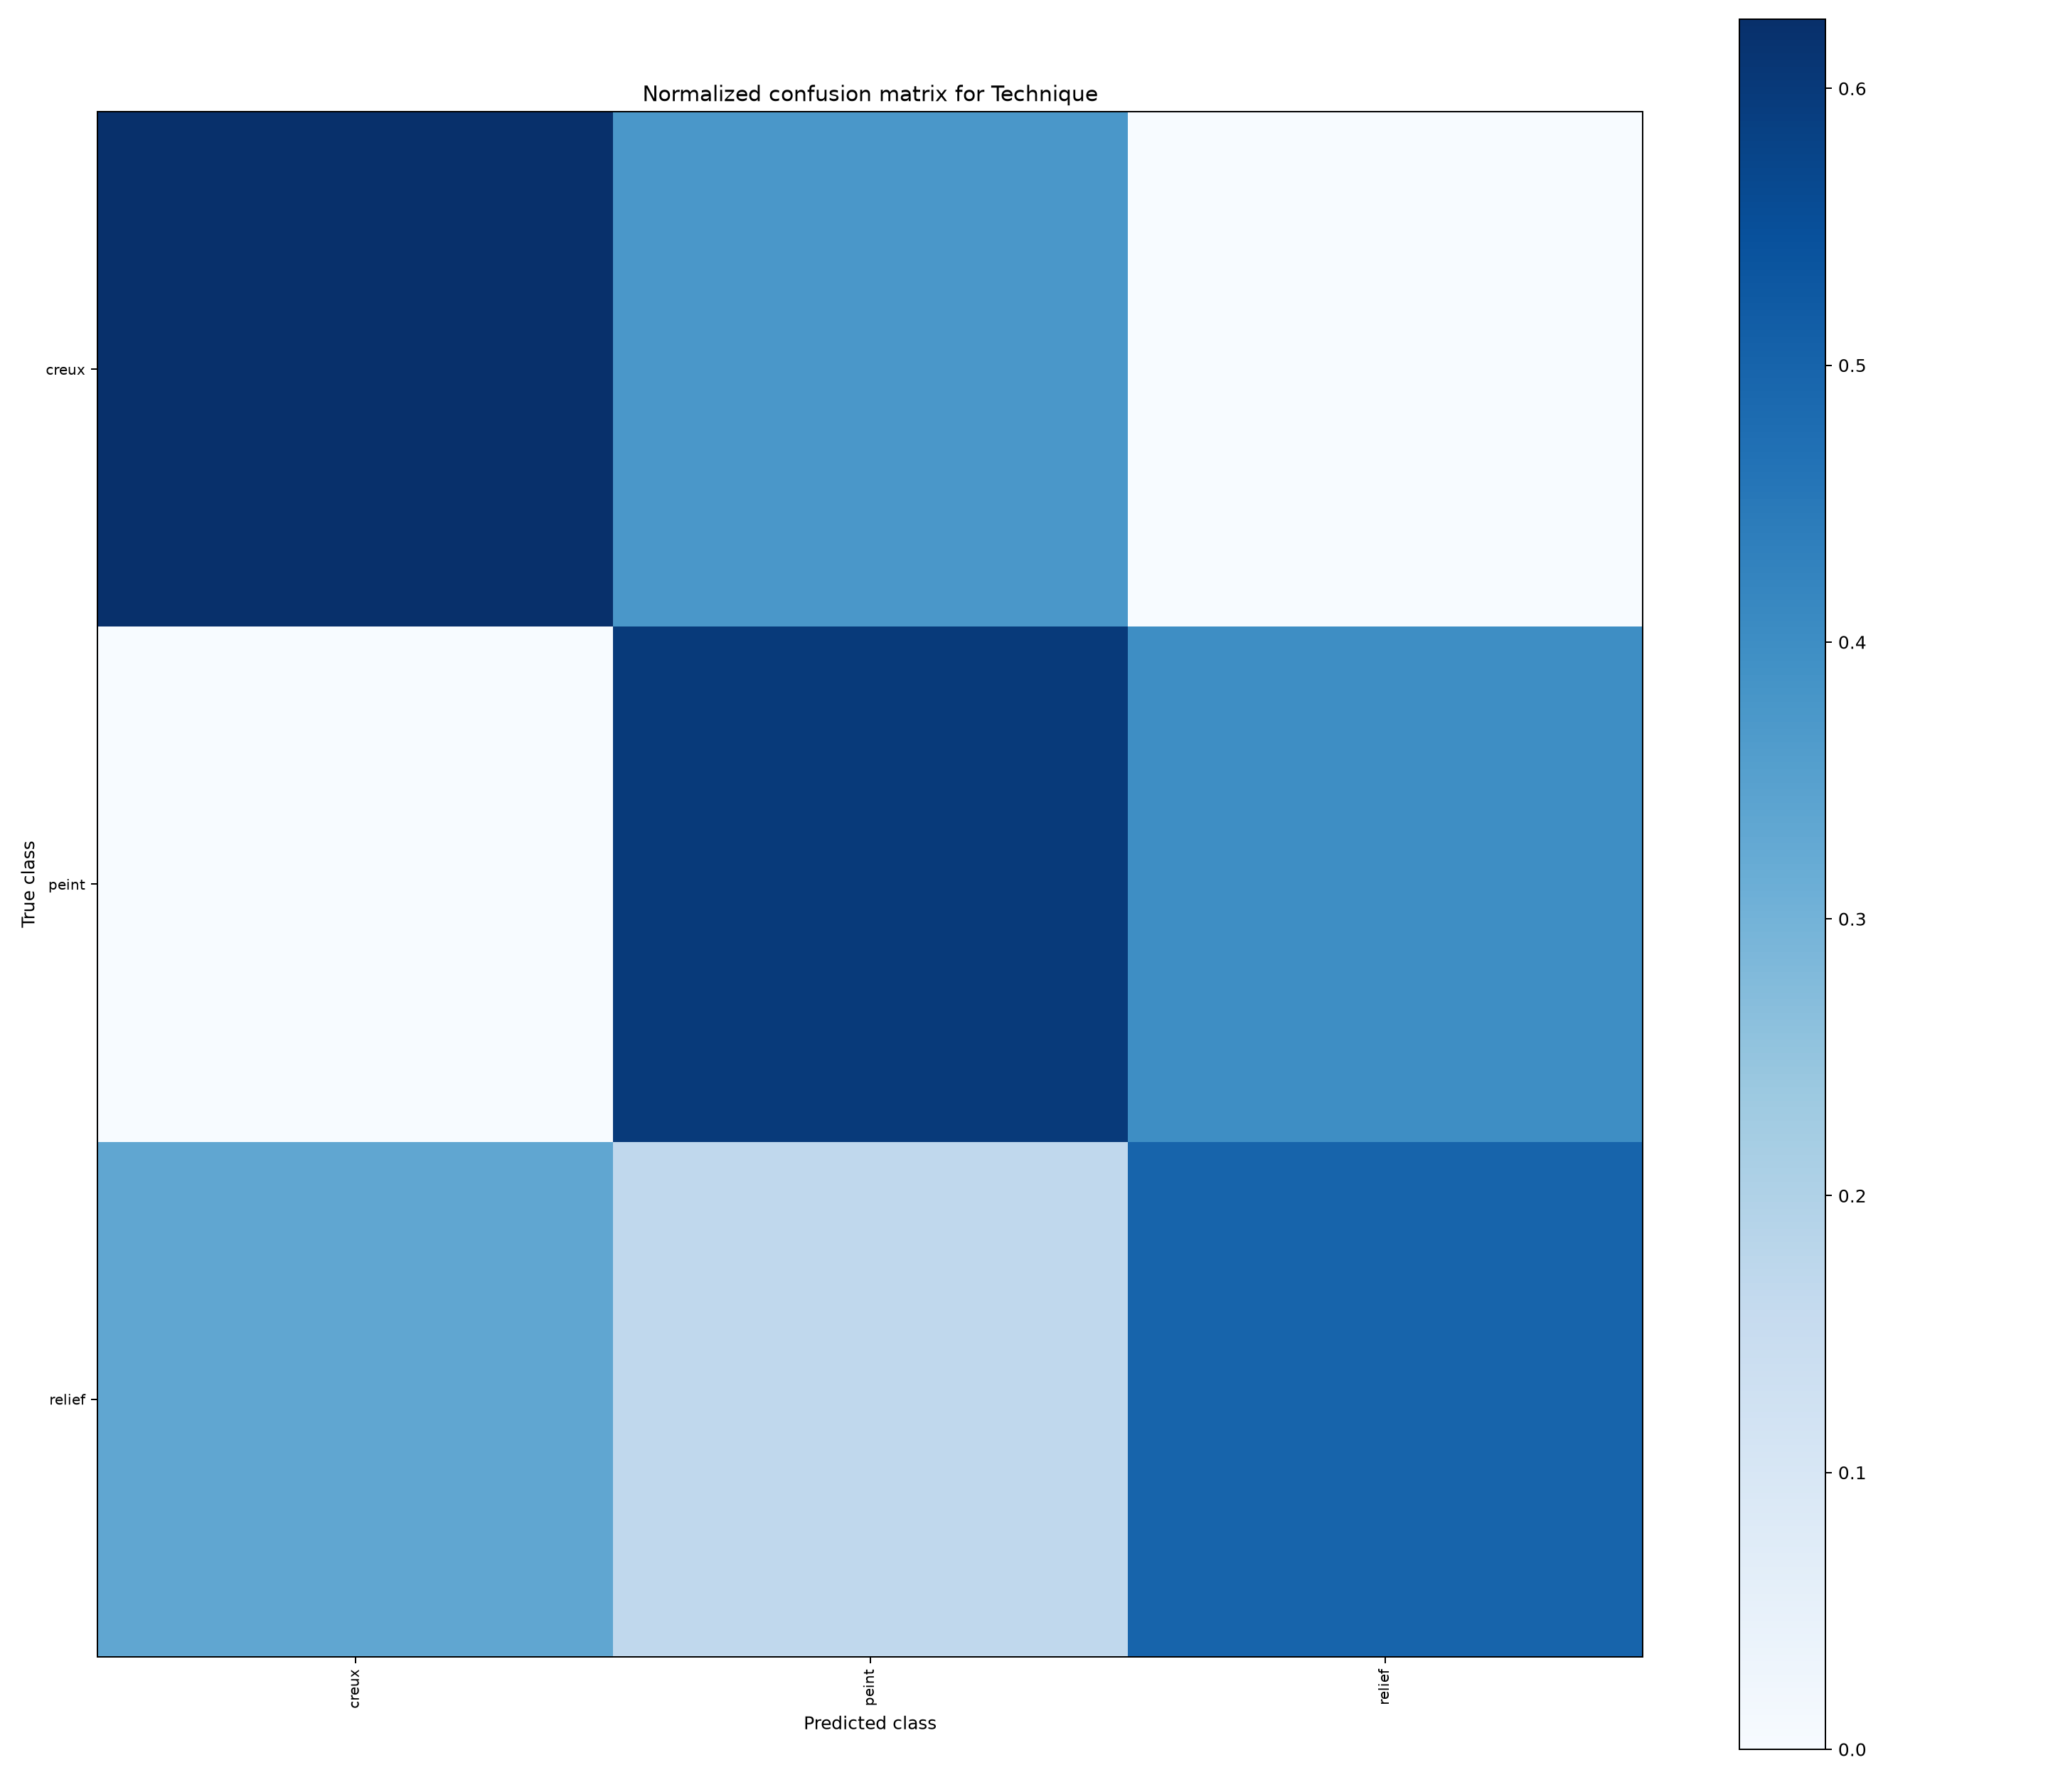 Normalized confusion matrix for Technique
True class
creux
peint
relief
creux
peint
relief
Predicted class
0.6
0.5
0.4
0.3
0.2
0.1
0.0